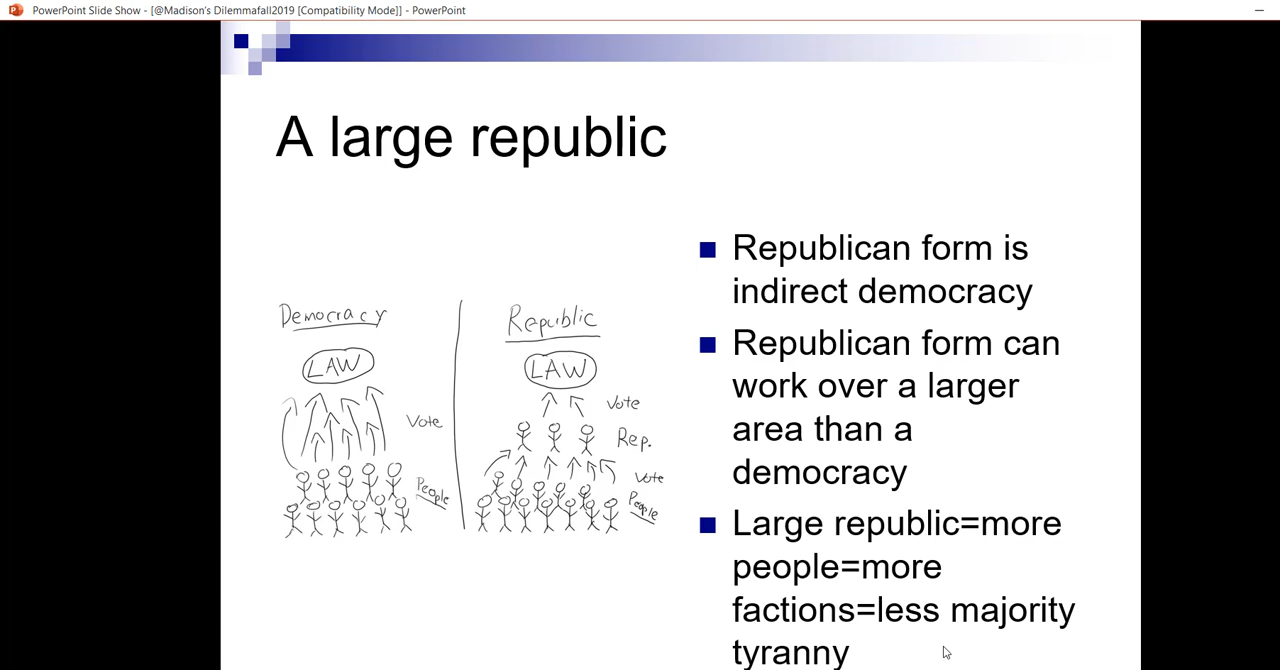 PowerPoint Slide Show - [@Madison's Dilemmafall2019 [Compatibility Mode]] - PowerPoint
A large republic
Democracy
LAW
Vote
People
Republic
LAW
Vote
Rep.
Vote
People
Republican form is
indirect democracy
Republican form can
work over a larger
area than a
democracy
Large republic=more
people=more
factions=less majority
tyranny